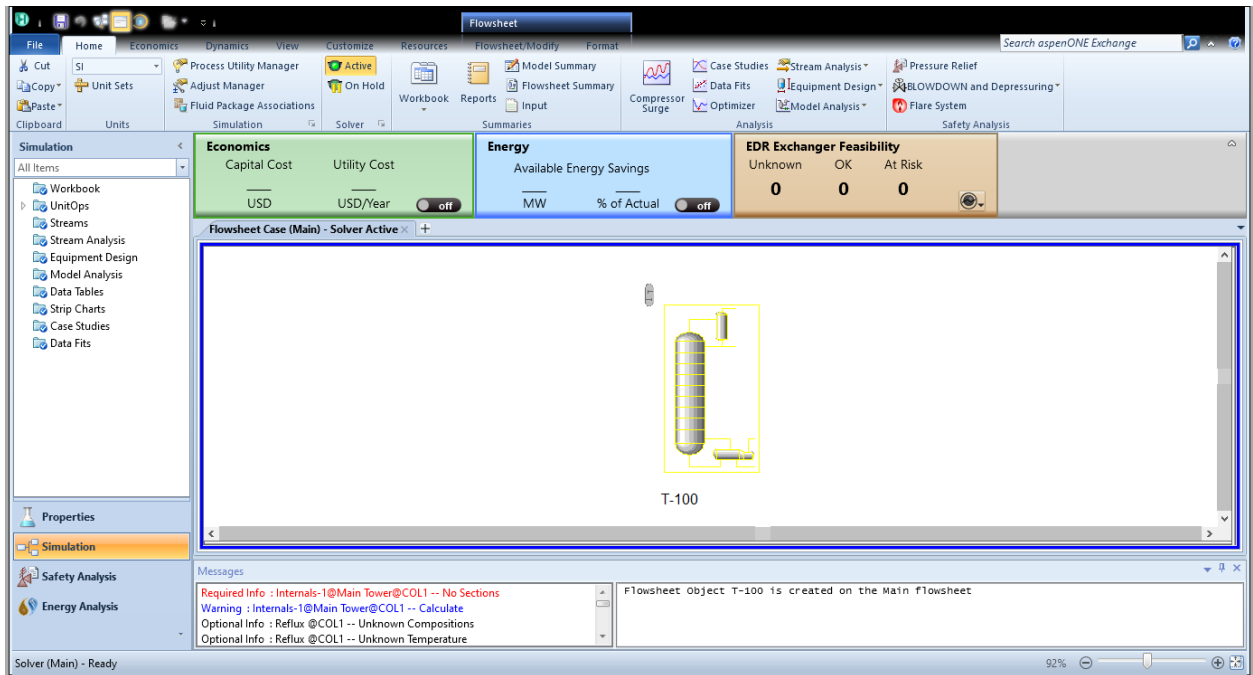 Flowsheet
File Home Economics Dynamics View Customize Resources Flowsheet/Modify Format Search aspenONE Exchange
Cut SI Process Utility Manager Active Model Summary Case Studies Stream Analysis Pressure Relief
Copy Unit Sets Adjust Manager On Hold Flowsheet Summary Data Fits Equipment Design BLOWDOWN and Depressuring
Paste Fluid Package Associations Workbook Reports Input Compressor Surge Optimizer Model Analysis Flare System
Clipboard Units Simulation Solver Summaries Analysis Safety Analysis
Simulation
All Items
Workbook
UnitOps
Streams
Stream Analysis
Equipment Design
Model Analysis
Data Tables
Strip Charts
Case Studies
Data Fits
Properties
Simulation
Safety Analysis
Energy Analysis
Economics
Capital Cost Utility Cost
USD USD/Year off
Energy
Available Energy Savings
MW % of Actual off
EDR Exchanger Feasibility
Unknown OK At Risk
0 0 0
Flowsheet Case (Main) - Solver Active × +
T-100
Messages
Required Info : Internals-1@Main Tower@COL1 -- No Sections
Warning : Internals-1@Main Tower@COL1 -- Calculate
Optional Info : Reflux @COL1 -- Unknown Compositions
Optional Info : Reflux @COL1 -- Unknown Temperature
Flowsheet Object T-100 is created on the Main flowsheet
Solver (Main) - Ready 92%